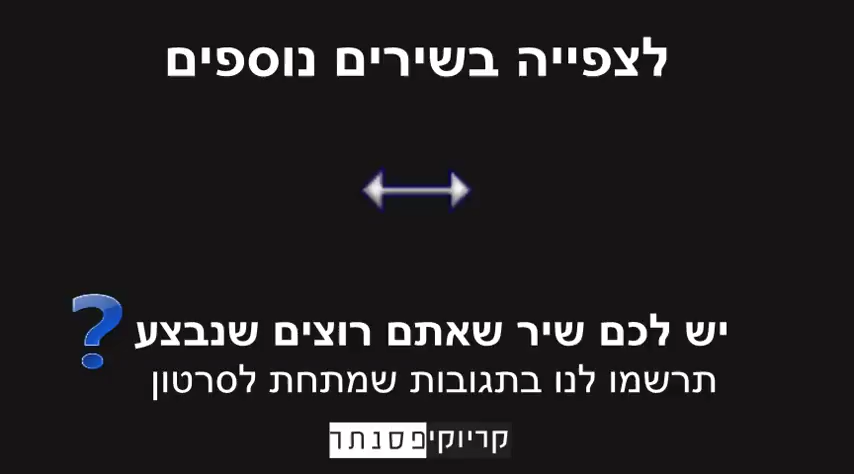 לצפייה בשירים נוספים
יש לכם שיר שאתם רוצים שנבצע
תרשמו לנו בתגובות שמתחת לסרטון
קריוקיפסנתר